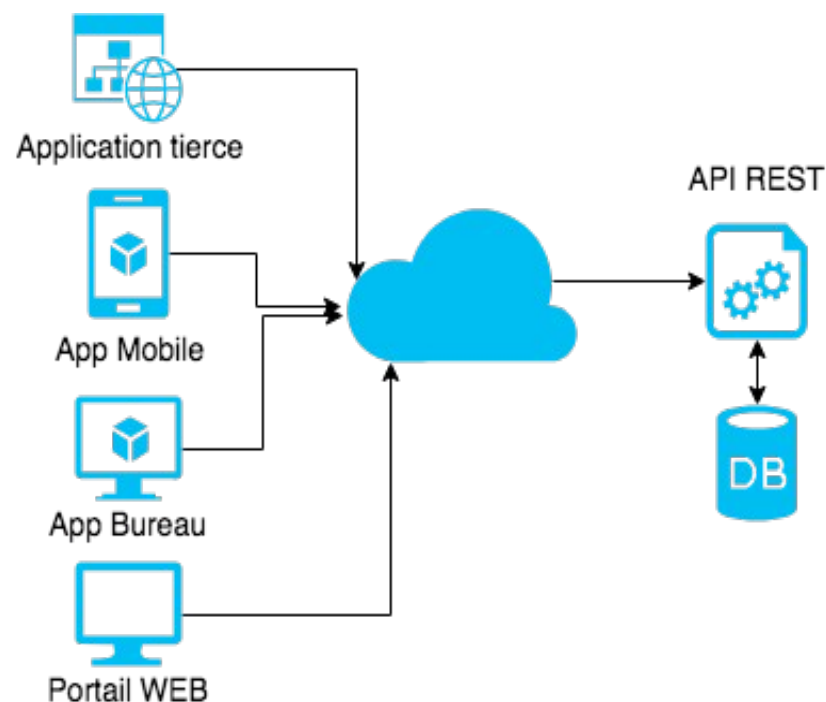 Application tierce
API REST
App Mobile
DB
App Bureau
Portail WEB